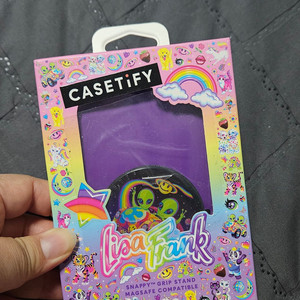 CASETiFY
Lisa Frank
SNAPPY™ GRIP STAND
MAGSAFE COMPATIBLE